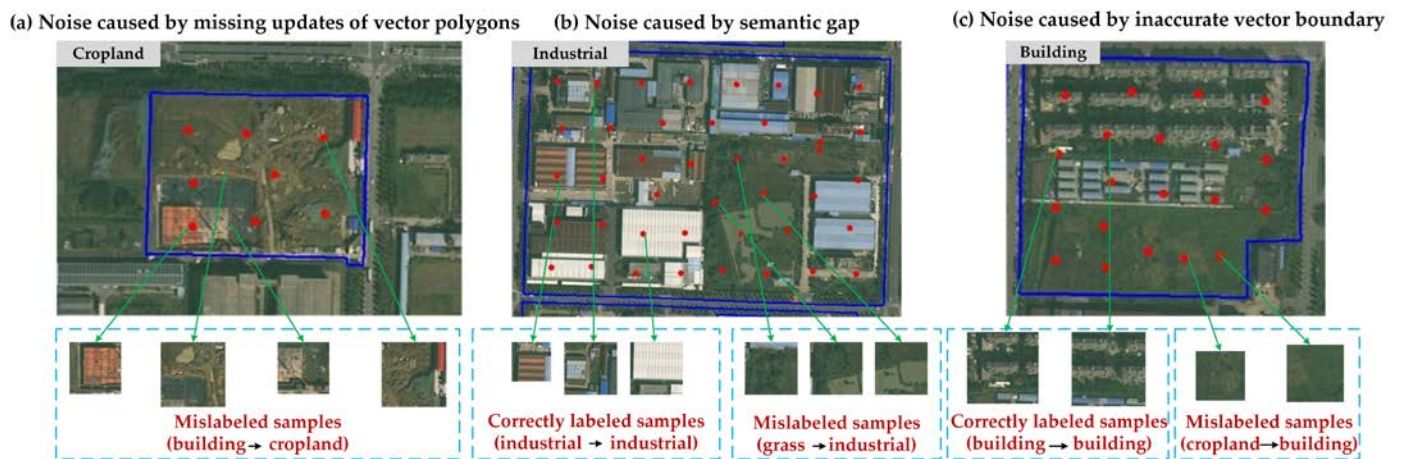 (a) Noise caused by missing updates of vector polygons
(b) Noise caused by semantic gap
(c) Noise caused by inaccurate vector boundary
Cropland
Industrial
Building
Mislabeled samples
(building → cropland)
Correctly labeled samples
(industrial → industrial)
Mislabeled samples
(grass → industrial)
Correctly labeled samples
(building → building)
Mislabeled samples
(cropland → building)